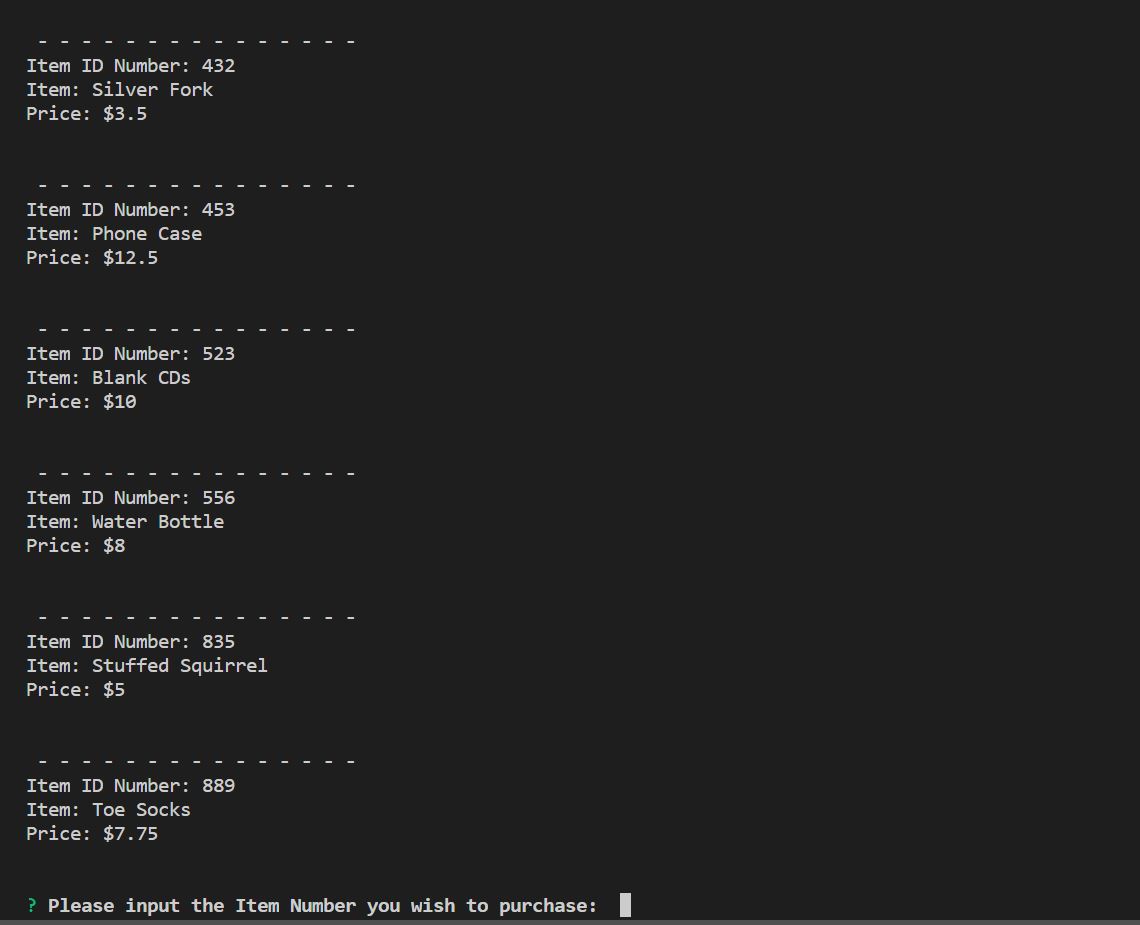 - - - - - - - - - - - - - - -
Item ID Number: 432
Item: Silver Fork
Price: $3.5
- - - - - - - - - - - - - - -
Item ID Number: 453
Item: Phone Case
Price: $12.5
- - - - - - - - - - - - - - -
Item ID Number: 523
Item: Blank CDs
Price: $10
- - - - - - - - - - - - - - -
Item ID Number: 556
Item: Water Bottle
Price: $8
- - - - - - - - - - - - - - -
Item ID Number: 835
Item: Stuffed Squirrel
Price: $5
- - - - - - - - - - - - - - -
Item ID Number: 889
Item: Toe Socks
Price: $7.75
? Please input the Item Number you wish to purchase: